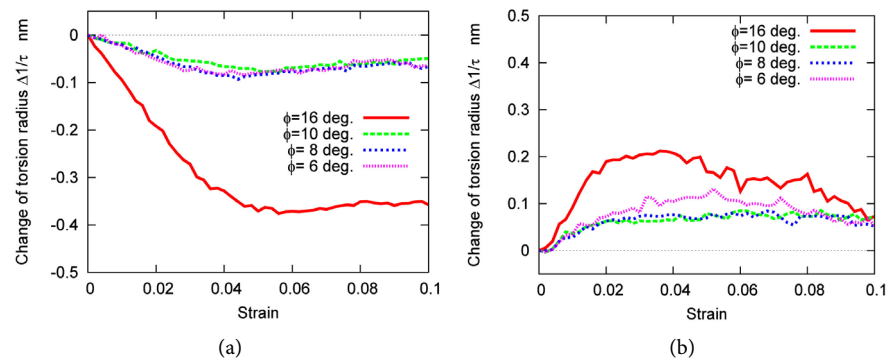 Change of torsion radius Δ1/τ nm
0
-0.1
-0.2
-0.3
-0.4
-0.5
ϕ=16 deg.
ϕ=10 deg.
ϕ= 8 deg.
ϕ= 6 deg.
0
0.02
0.04
0.06
0.08
0.1
Strain
(a)
Change of torsion radius Δ1/τ nm
0.5
0.4
0.3
0.2
0.1
0
ϕ=16 deg.
ϕ=10 deg.
ϕ= 8 deg.
ϕ= 6 deg.
0
0.02
0.04
0.06
0.08
0.1
Strain
(b)